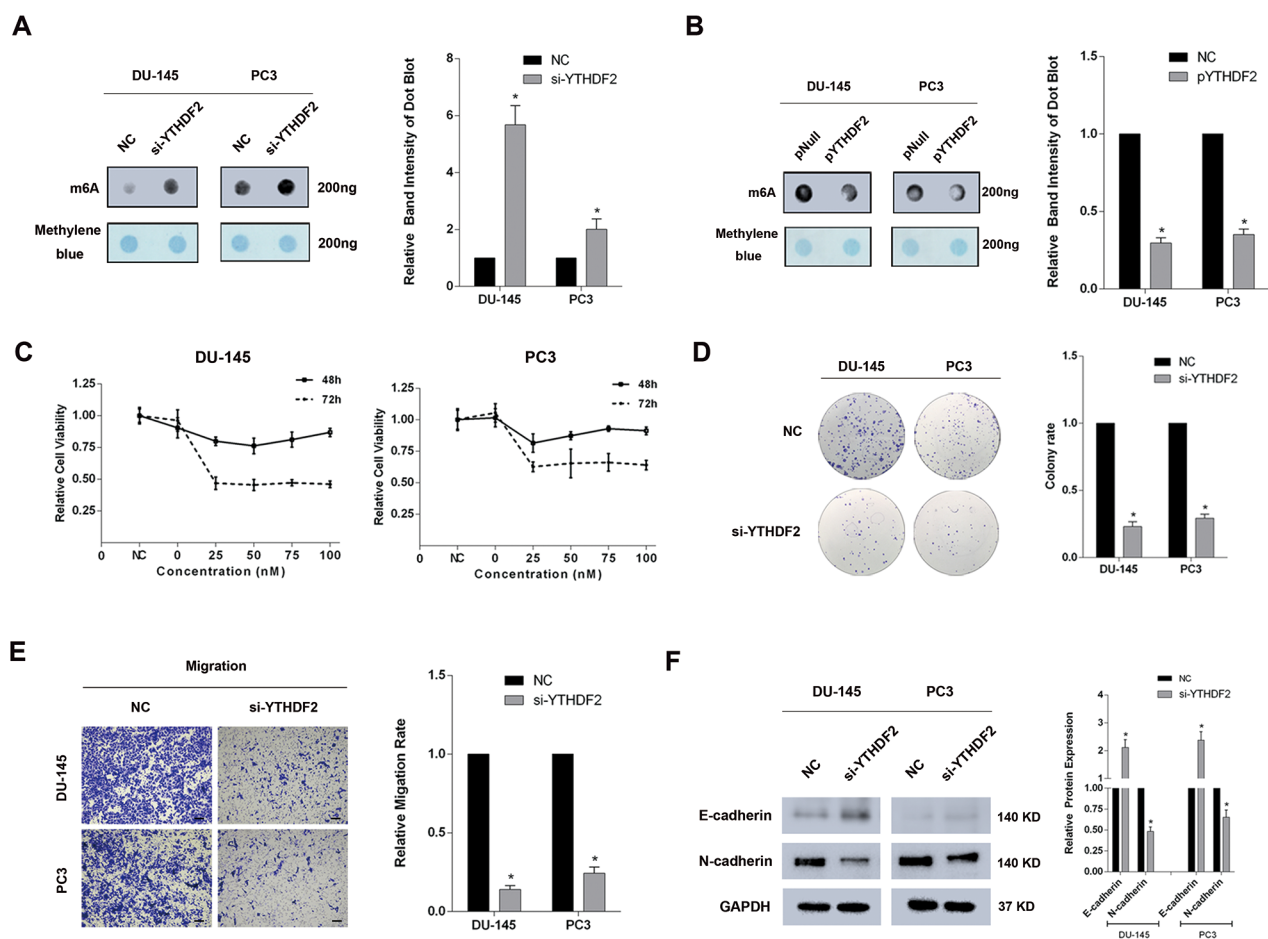 A
DU-145 PC3
NC si-YTHDF2 NC si-YTHDF2
m6A 200ng
Methylene blue 200ng
Relative Band Intensity of Dot Blot
8
6
4
2
0
NC
si-YTHDF2
* *
DU-145 PC3
B
DU-145 PC3
pNull pYTHDF2 pNull pYTHDF2
m6A 200ng
Methylene blue 200ng
Relative Band Intensity of Dot Blot
1.5
1.0
0.5
0.0
NC
pYTHDF2
* *
DU-145 PC3
C
DU-145
Relative Cell Viability
1.25
1.00
0.75
0.50
0.25
48h
72h
0 NC 0 25 50 75 100
Concentration (nM)
PC3
Relative Cell Viability
1.25
1.00
0.75
0.50
0.25
48h
72h
0 NC 0 25 50 75 100
Concentration (nM)
D
DU-145 PC3
NC
si-YTHDF2
Colony rate
1.5
1.0
0.5
0.0
NC
si-YTHDF2
* *
DU-145 PC3
E
Migration
NC si-YTHDF2
DU-145
PC3
Relative Migation Rate
1.5
1.0
0.5
0.0
NC
si-YTHDF2
* *
DU-145 PC3
F
DU-145 PC3
NC si-YTHDF2 NC si-YTHDF2
E-cadherin 140 KD
N-cadherin 140 KD
GAPDH 37 KD
Relative Protein Expression
4
3
2
1
1.00
0.75
0.50
0.25
0.00
NC
si-YTHDF2
* * * *
E-cadherin N-cadherin E-cadherin N-cadherin
DU-145 PC3